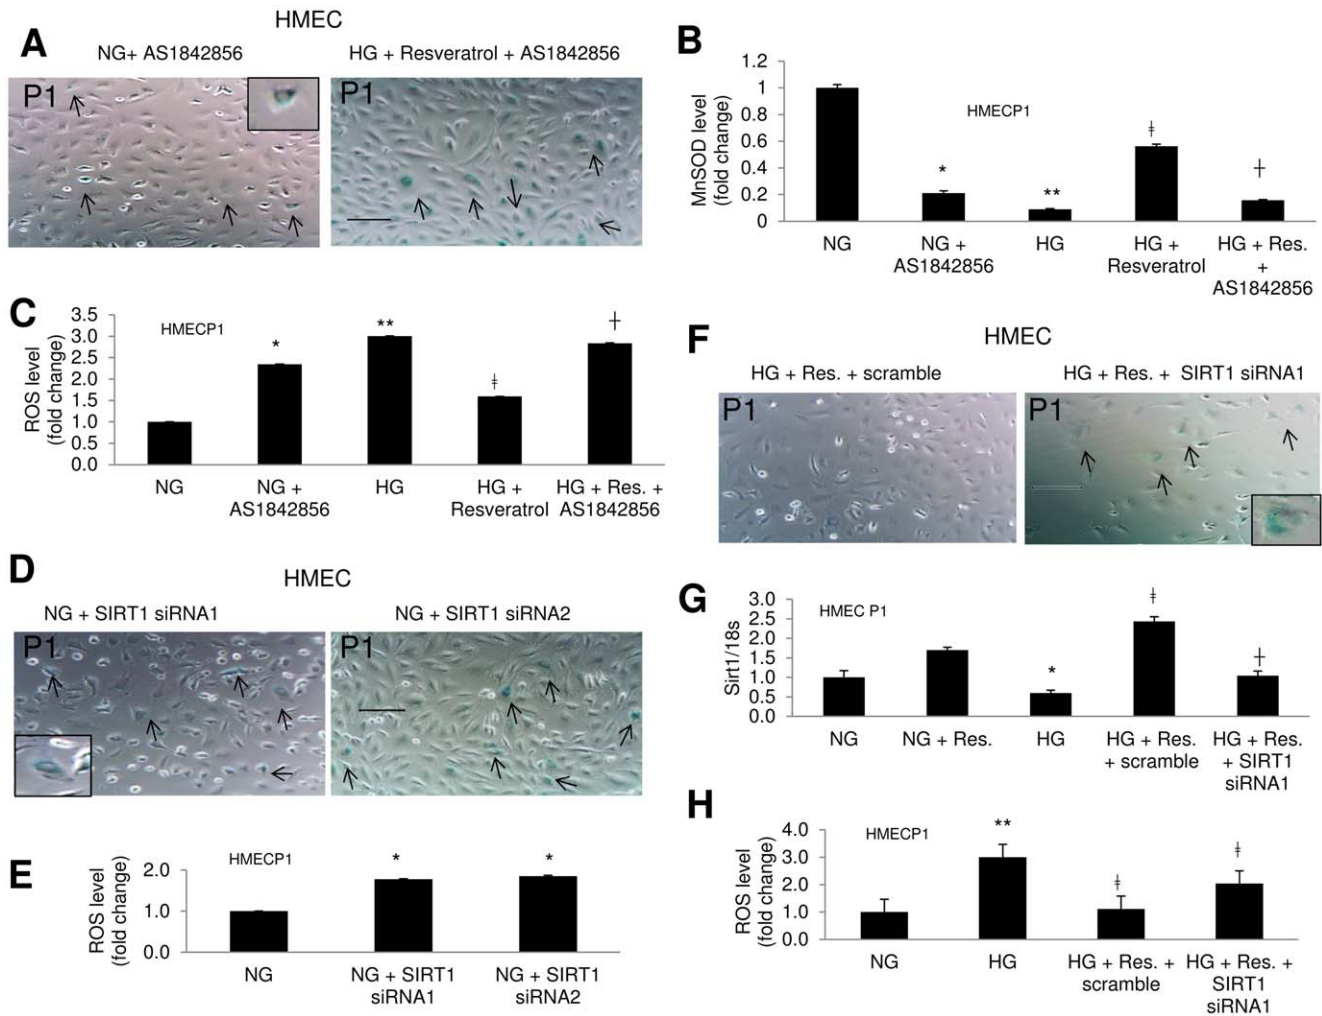 HMEC
A
NG+ AS1842856
HG + Resveratrol + AS1842856
P1
P1
B
MnSOD level
(fold change)
1.2
1
0.8
0.6
0.4
0.2
0
HMECP1
*
**
ǂ
┼
NG
NG +
AS1842856
HG
HG +
Resveratrol
HG + Res.
+
AS1842856
C
ROS level
(fold change)
3.5
3.0
2.5
2.0
1.5
1.0
0.5
0.0
HMECP1
*
**
ǂ
┼
NG
NG +
AS1842856
HG
HG +
Resveratrol
HG + Res. +
AS1842856
D
HMEC
NG + SIRT1 siRNA1
NG + SIRT1 siRNA2
P1
P1
E
ROS level
(fold change)
2.0
1.0
0.0
HMECP1
*
*
NG
NG + SIRT1
siRNA1
NG + SIRT1
siRNA2
F
HMEC
HG + Res. + scramble
HG + Res. + SIRT1 siRNA1
P1
P1
G
Sirt1/18s
3.0
2.5
2.0
1.5
1.0
0.5
0.0
HMEC P1
*
ǂ
┼
NG
NG + Res.
HG
HG + Res.
+ scramble
HG + Res.
+ SIRT1
siRNA1
H
ROS level
(fold change)
4.0
3.0
2.0
1.0
0.0
HMECP1
**
ǂ
ǂ
NG
HG
HG + Res. +
scramble
HG + Res. +
SIRT1
siRNA1